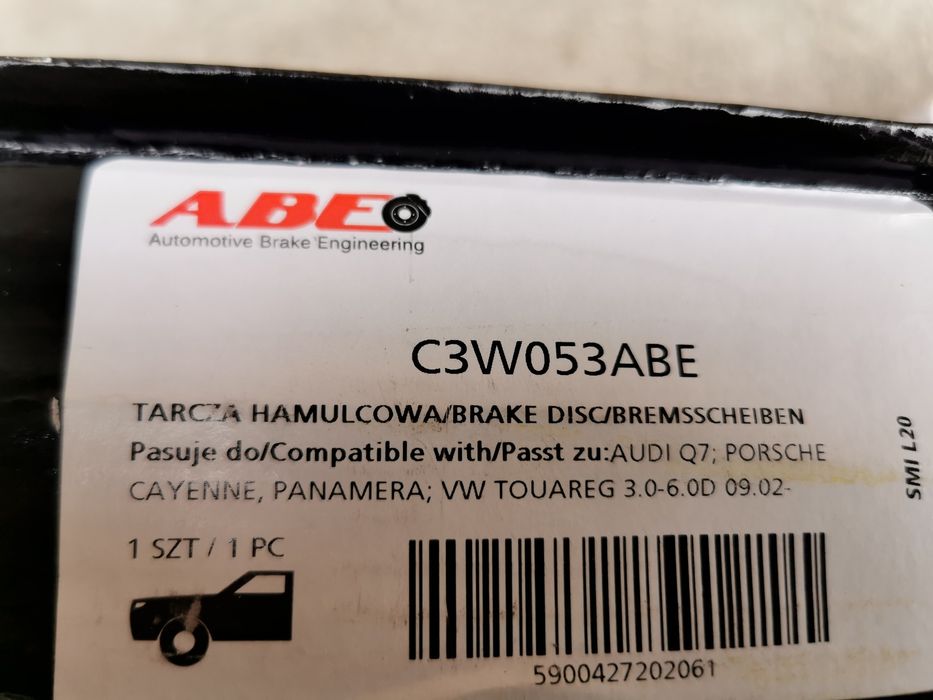 ABE
Automotive Brake Engineering
C3W053ABE
TARCZA HAMULCOWA/BRAKE DISC/BREMSSCHEIBEN
Pasuje do/Compatible with/Passt zu:AUDI Q7; PORSCHE
CAYENNE, PANAMERA; VW TOUAREG 3.0-6.0D 09.02-
SMI L20
1 SZT / 1 PC
5900427202061